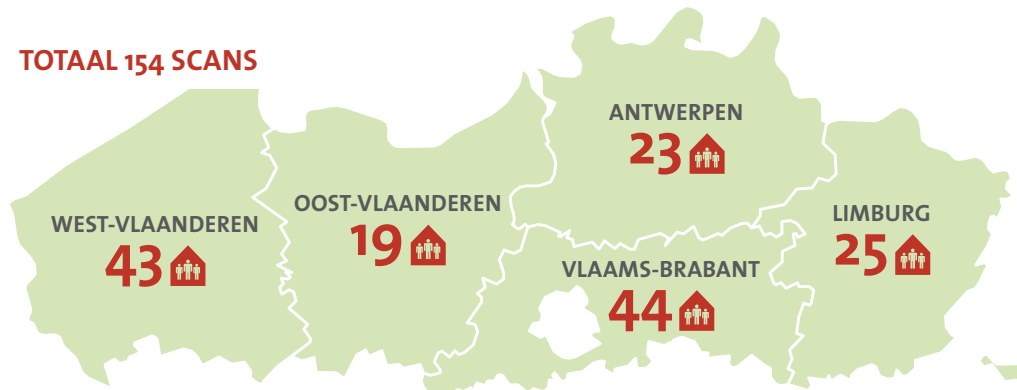 TOTAAL 154 SCANS
WEST-VLAANDEREN
43
OOST-VLAANDEREN
19
ANTWERPEN
23
VLAAMS-BRABANT
44
LIMBURG
25